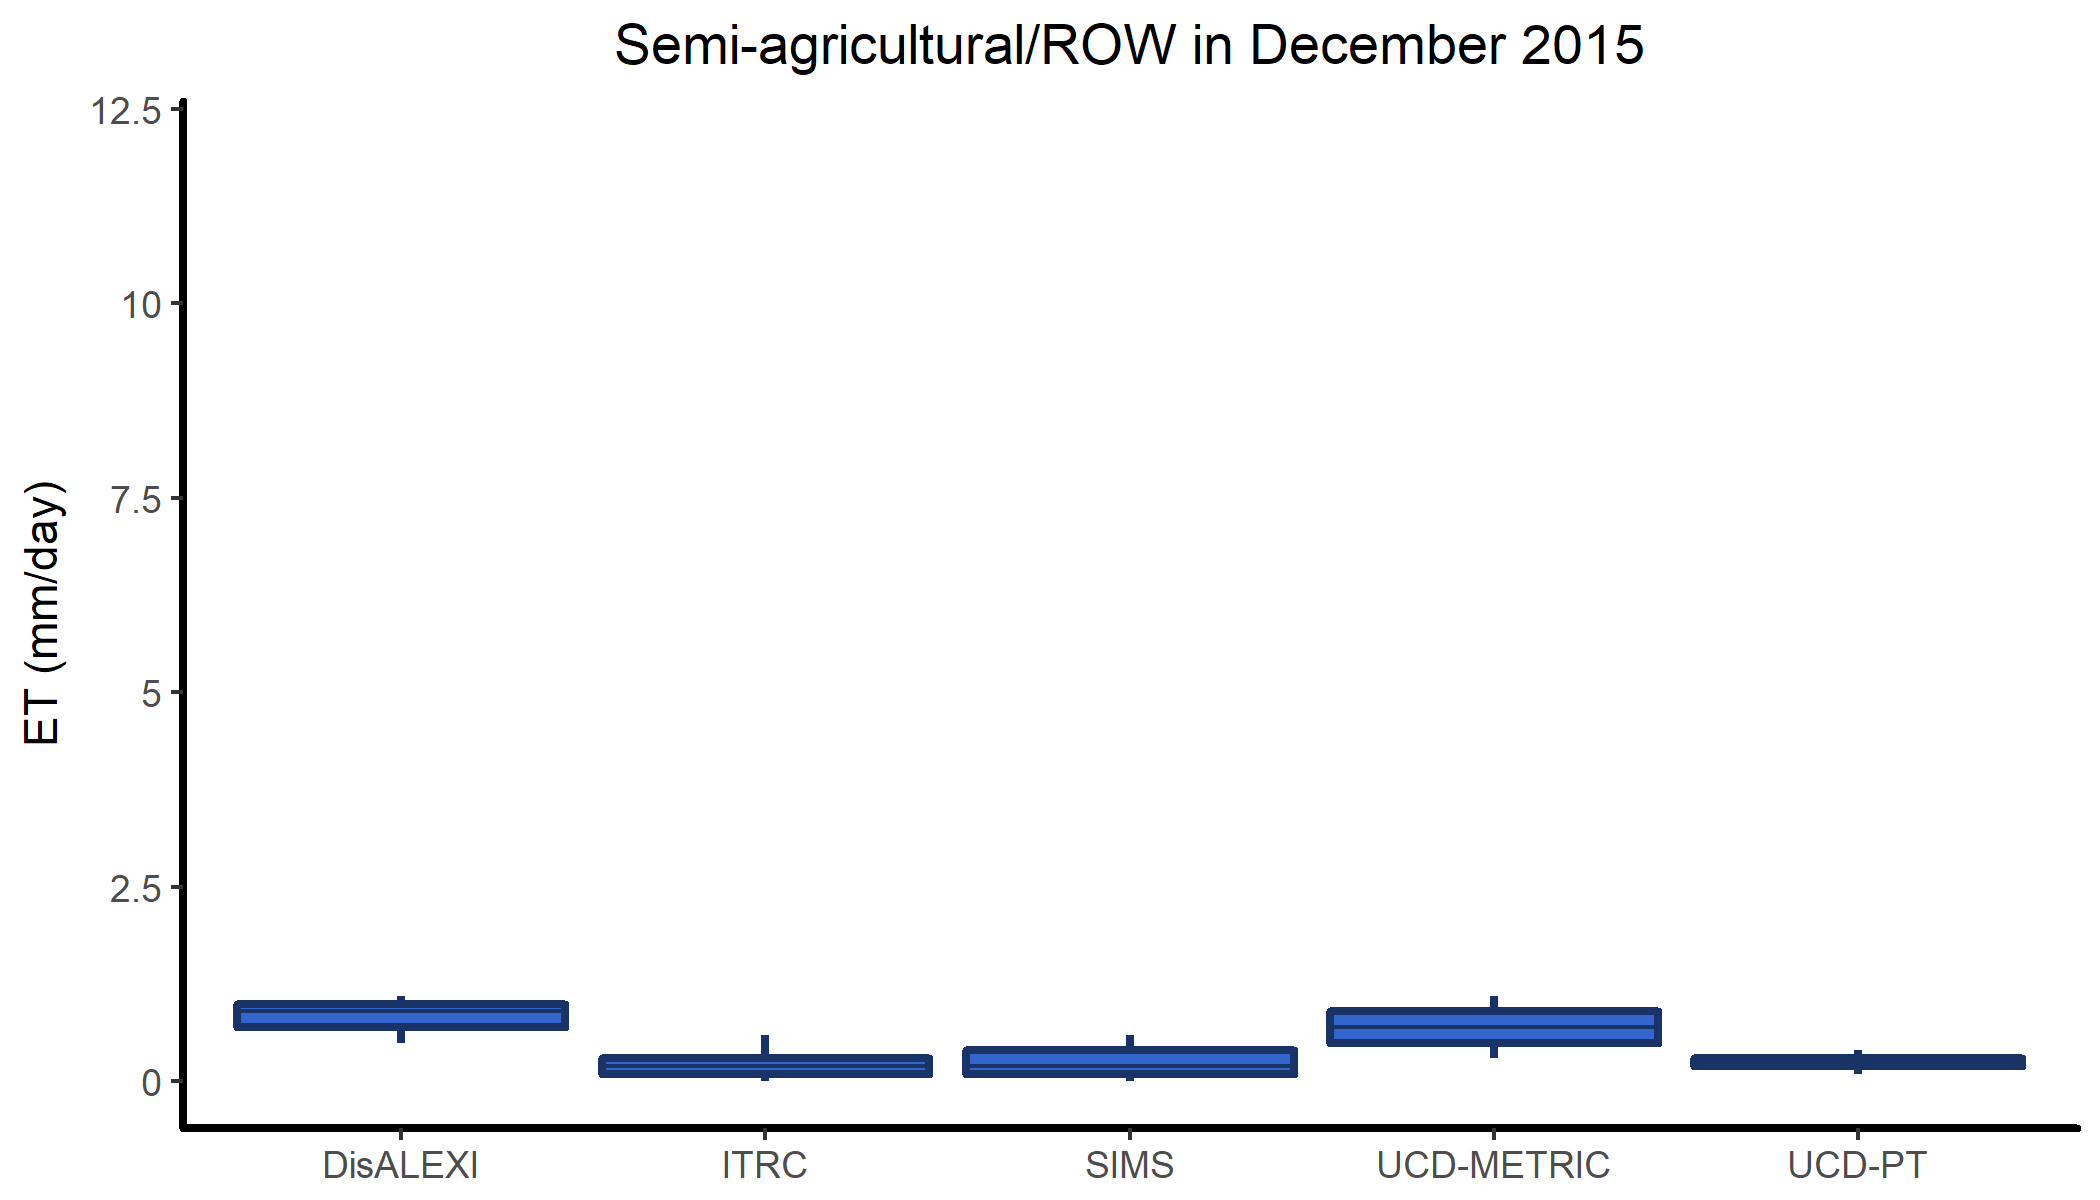 Semi-agricultural/ROW in December 2015
12.5
10
7.5
5
2.5
0
ET (mm/day)
DisALEXI ITRC SIMS UCD-METRIC UCD-PT